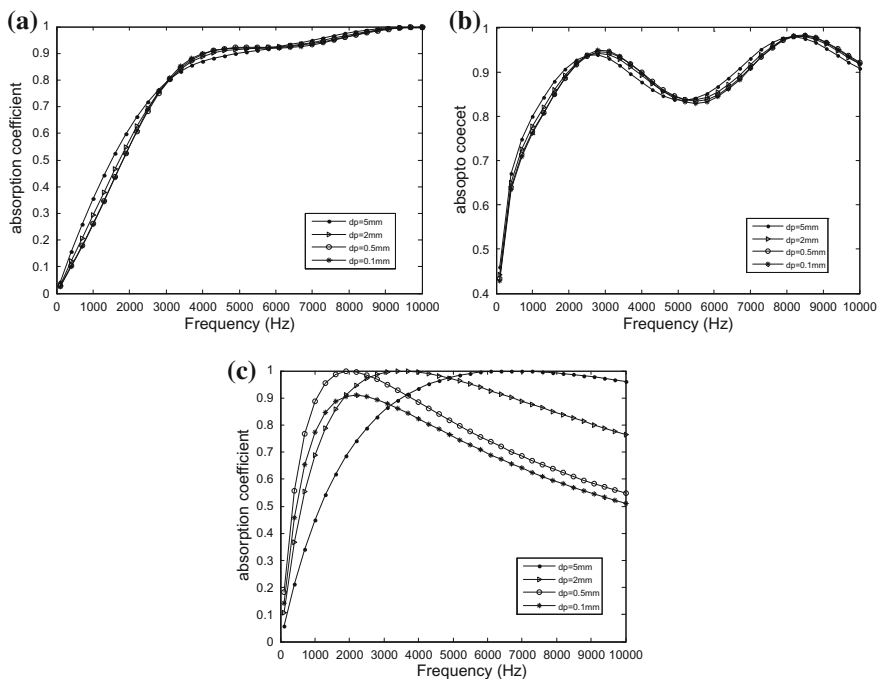 (a)
1
0.9
0.8
0.7
0.6
0.5
0.4
0.3
0.2
0.1
0
absorption coefficient
dp=5mm
dp=2mm
dp=0.5mm
dp=0.1mm
0 1000 2000 3000 4000 5000 6000 7000 8000 9000 10000
Frequency (Hz)
(b)
1
0.9
0.8
0.7
0.6
0.5
0.4
absopto coecet
dp=5mm
dp=2mm
dp=0.5mm
dp=0.1mm
0 1000 2000 3000 4000 5000 6000 7000 8000 9000 10000
Frequency (Hz)
(c)
1
0.9
0.8
0.7
0.6
0.5
0.4
0.3
0.2
0.1
0
absorption coefficient
dp=5mm
dp=2mm
dp=0.5mm
dp=0.1mm
0 1000 2000 3000 4000 5000 6000 7000 8000 9000 10000
Frequency (Hz)